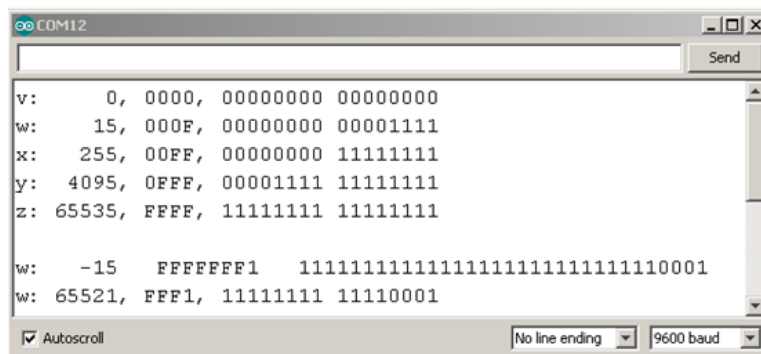 COM12
Send
v:      0, 0000, 00000000 00000000
w:     15, 000F, 00000000 00001111
x:    255, 00FF, 00000000 11111111
y:   4095, 0FFF, 00001111 11111111
z:  65535, FFFF, 11111111 11111111
w:    -15   FFFFFFF1   11111111111111111111111111110001
w:  65521, FFF1, 11111111 11110001
Autoscroll No line ending 9600 baud